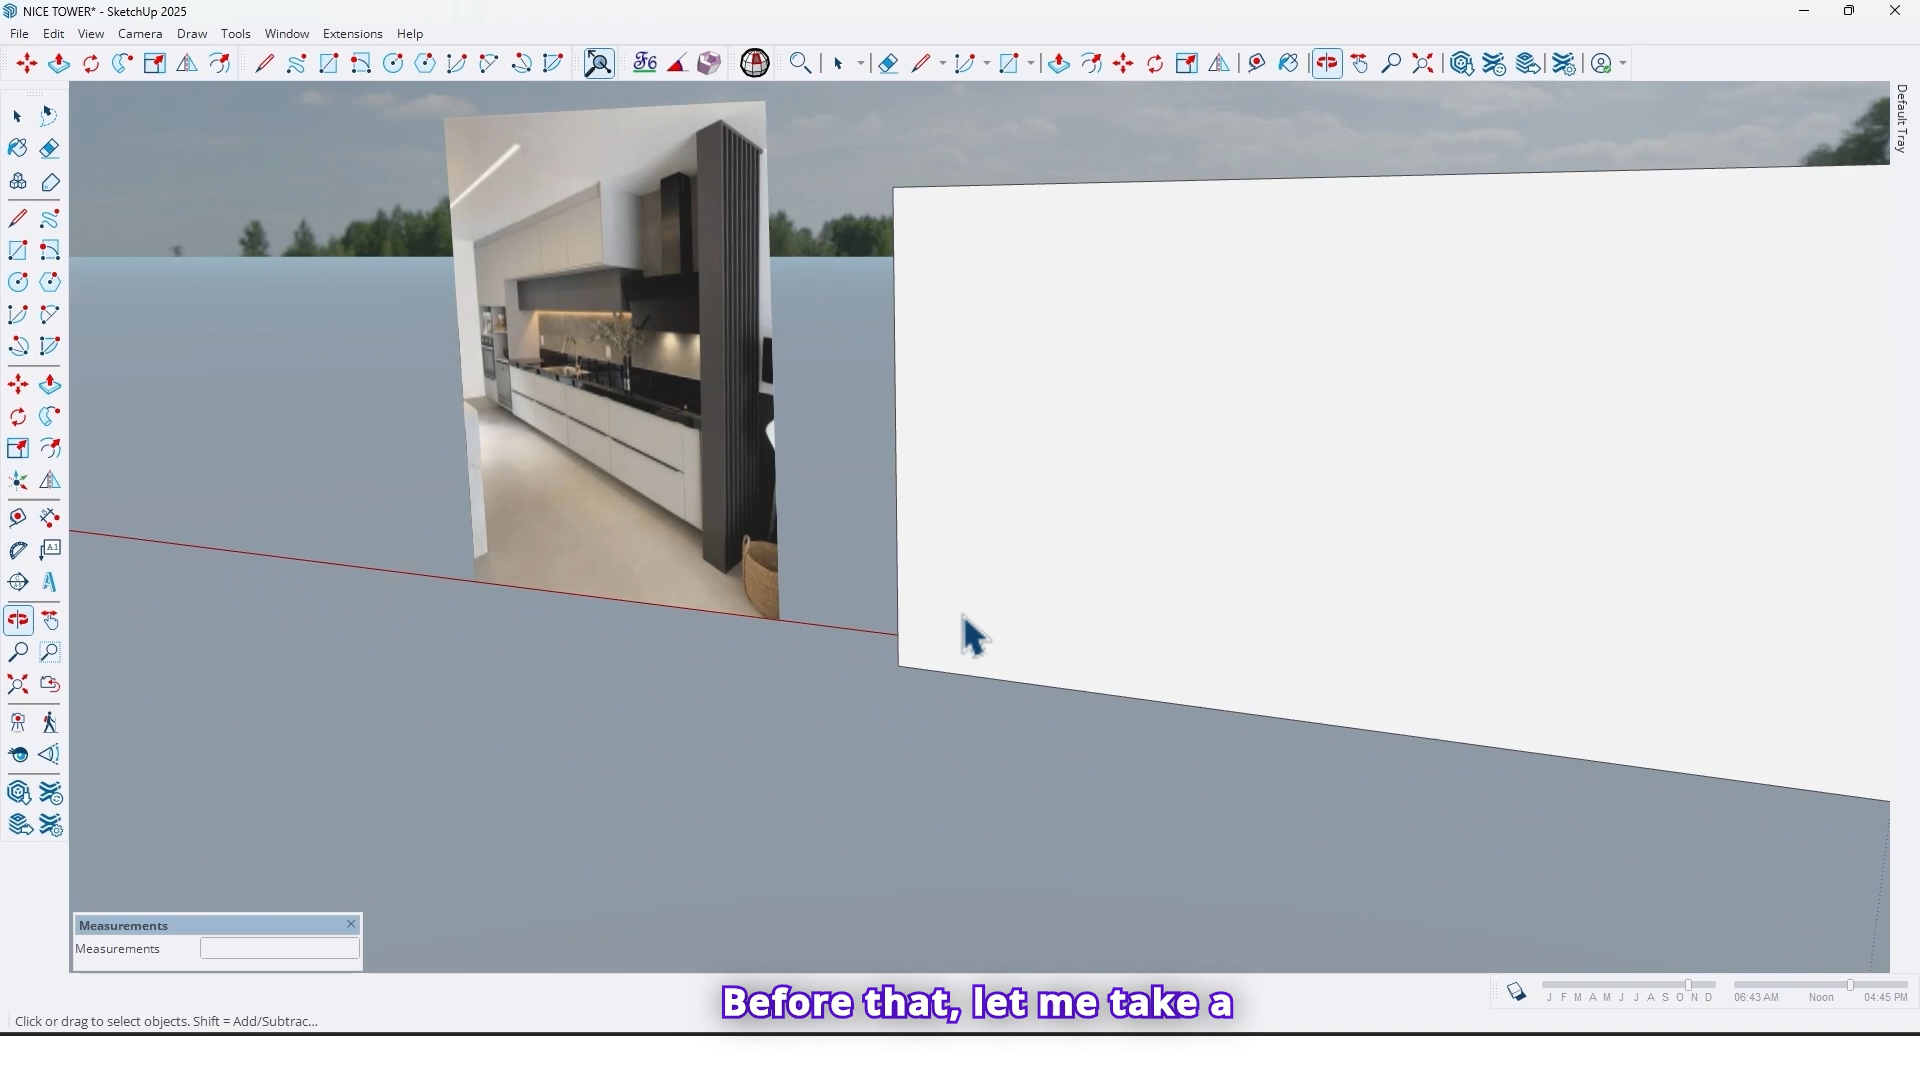 NICE TOWER* - SketchUp 2025
File Edit View Camera Draw Tools Window Extensions Help
Default Tray
A1
Measurements
Measurements
Before that, let me take a
J F M A M J J A S O N D
06:43 AM Noon 04:45 PM
Click or drag to select objects. Shift = Add/Subtrac...